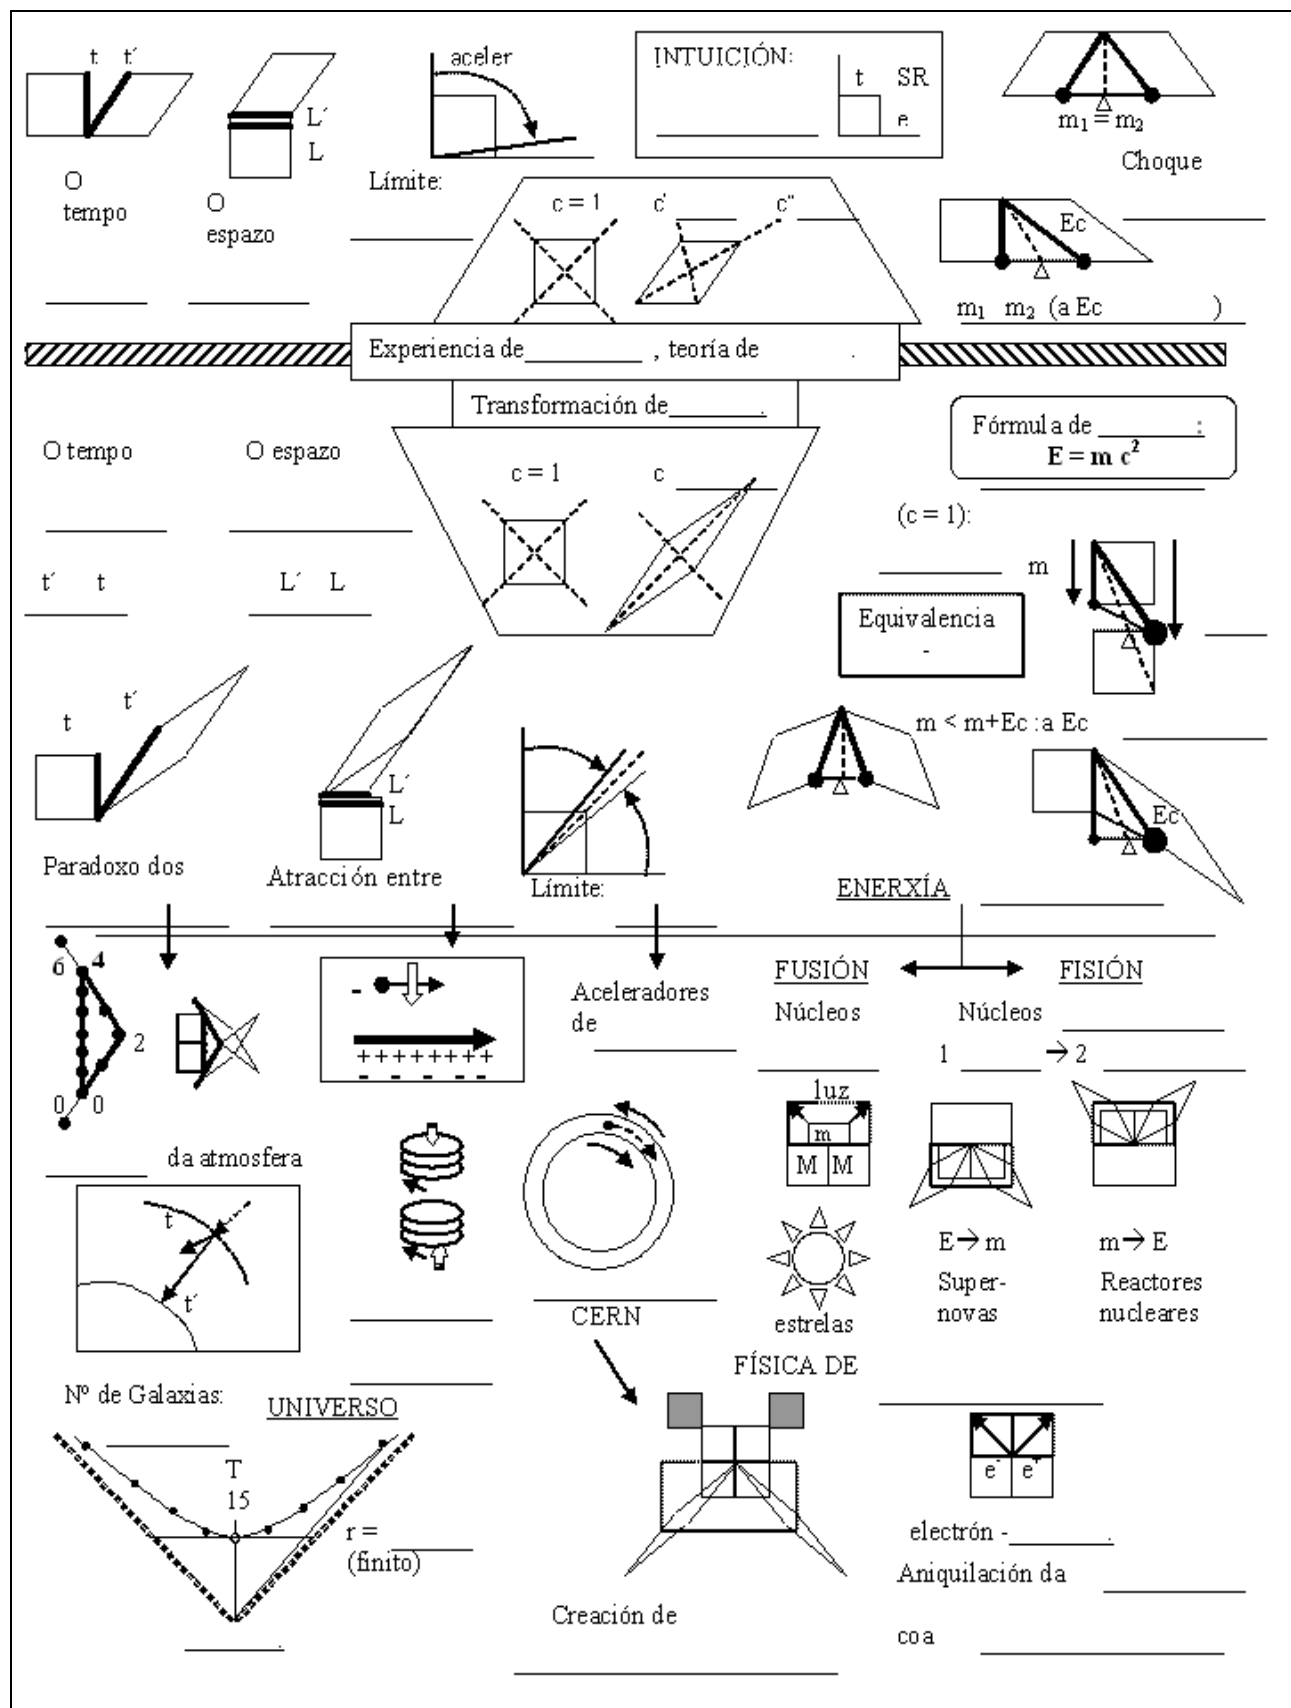 t t´
aceler
INTUICIÓN:
t SR
e
L´
L
m₁ = m₂
Choque
O
tempo
O
espazo
Límite:
c = 1 c' c"
Ec
m₁ m₂ (a Ec )
Experiencia de , teoría de .
Transformación de .
O tempo
O espazo
c = 1 c
Fórmula de :
E = m c²
(c = 1):
m
t´ t
L´ L
Equivalencia
-
t t´
m < m+Ec : a Ec
L´
L
Ec
Paradoxo dos
Atracción entre
Límite:
ENERXÍA
6 4
2
0 0
-
+ + + + + + + +
- - - - -
Aceleradores
de
FUSIÓN
FISIÓN
Núcleos
Núcleos
1 → 2
luz
m
M M
da atmosfera
t
t´
E → m
m → E
Super-
novas
Reactores
nucleares
CERN
estrelas
FÍSICA DE
Nº de Galaxias:
UNIVERSO
T
15
r =
(finito)
e⁻ e⁺
electrón - .
Aniquilación da
Creación de
coa
.